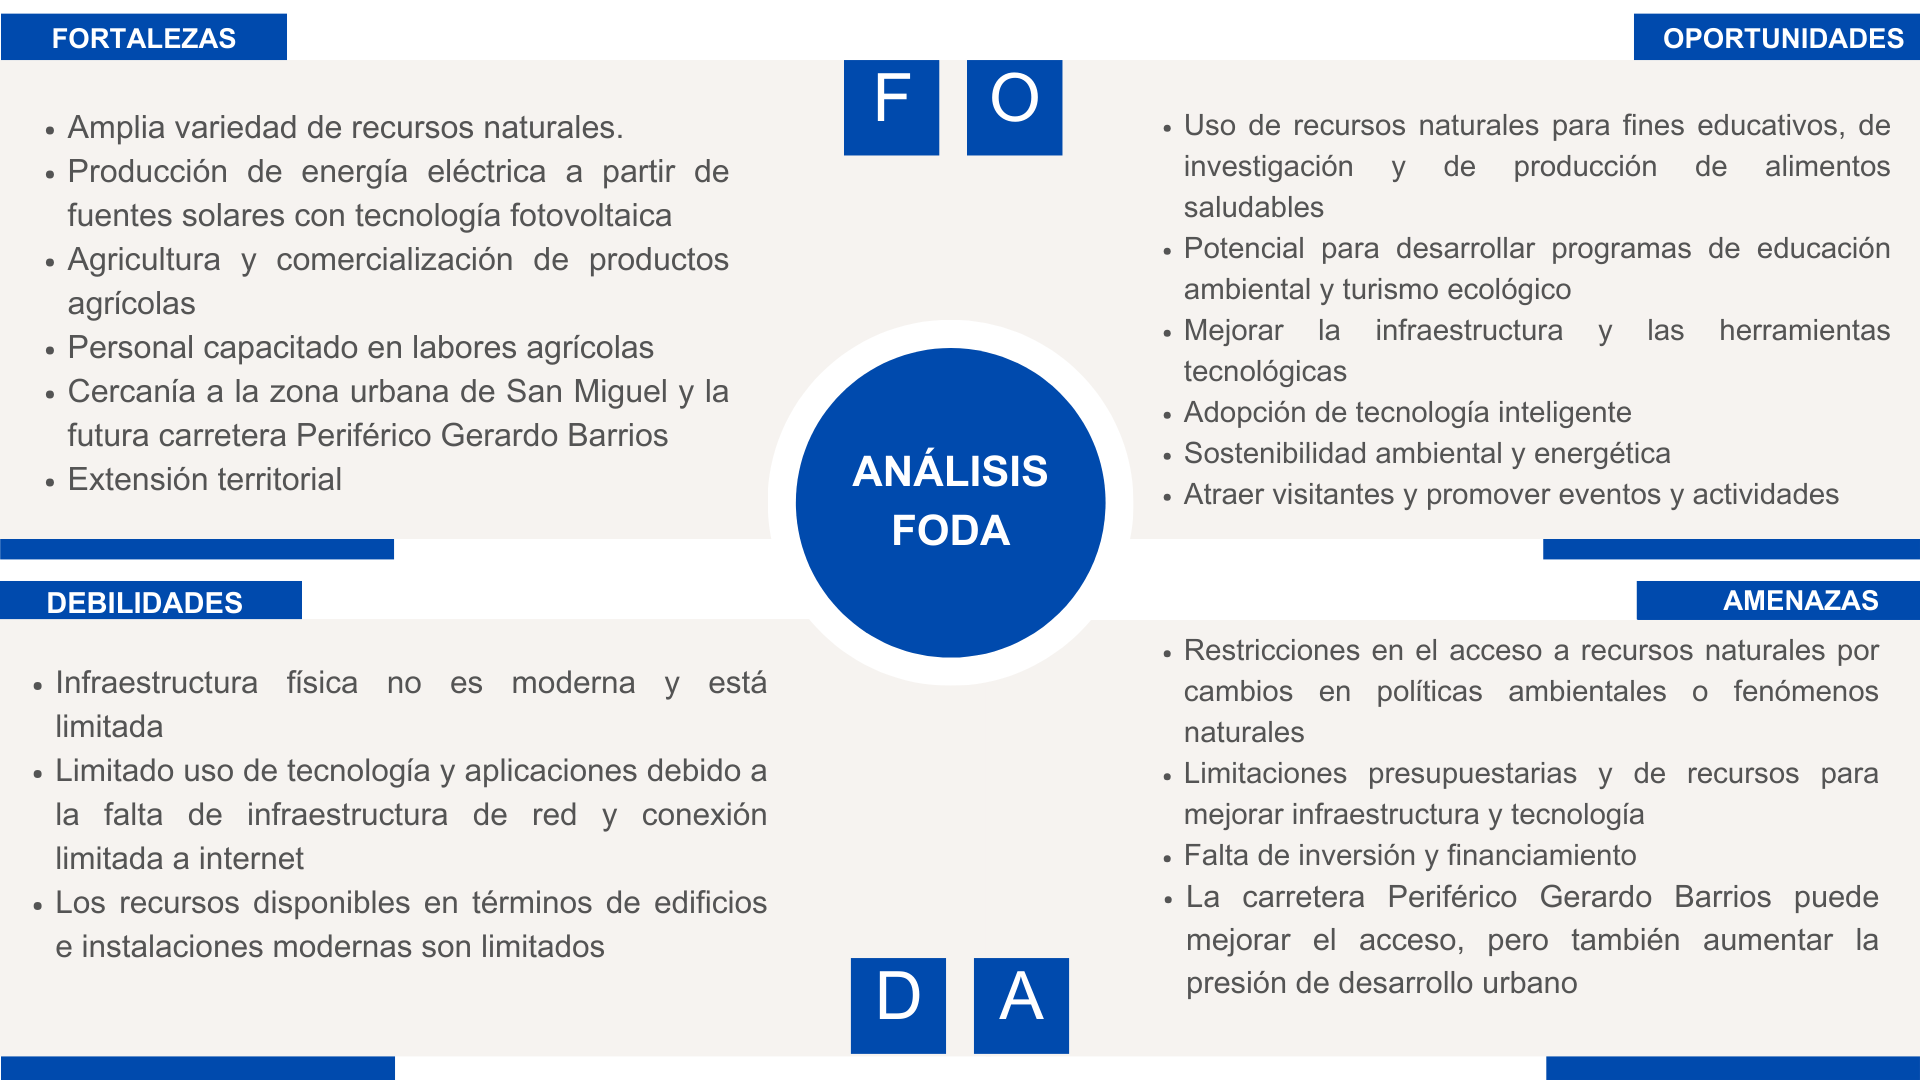 FORTALEZAS
• Amplia variedad de recursos naturales.
• Producción de energía eléctrica a partir de
fuentes solares con tecnología fotovoltaica
• Agricultura y comercialización de productos
agrícolas
• Personal capacitado en labores agrícolas
• Cercanía a la zona urbana de San Miguel y la
futura carretera Periférico Gerardo Barrios
• Extensión territorial
F O
OPORTUNIDADES
• Uso de recursos naturales para fines educativos, de
investigación y de producción de alimentos
saludables
• Potencial para desarrollar programas de educación
ambiental y turismo ecológico
• Mejorar la infraestructura y las herramientas
tecnológicas
• Adopción de tecnología inteligente
• Sostenibilidad ambiental y energética
• Atraer visitantes y promover eventos y actividades
ANÁLISIS
FODA
DEBILIDADES
• Infraestructura física no es moderna y está
limitada
• Limitado uso de tecnología y aplicaciones debido a
la falta de infraestructura de red y conexión
limitada a internet
• Los recursos disponibles en términos de edificios
e instalaciones modernas son limitados
D A
AMENAZAS
• Restricciones en el acceso a recursos naturales por
cambios en políticas ambientales o fenómenos
naturales
• Limitaciones presupuestarias y de recursos para
mejorar infraestructura y tecnología
• Falta de inversión y financiamiento
• La carretera Periférico Gerardo Barrios puede
mejorar el acceso, pero también aumentar la
presión de desarrollo urbano